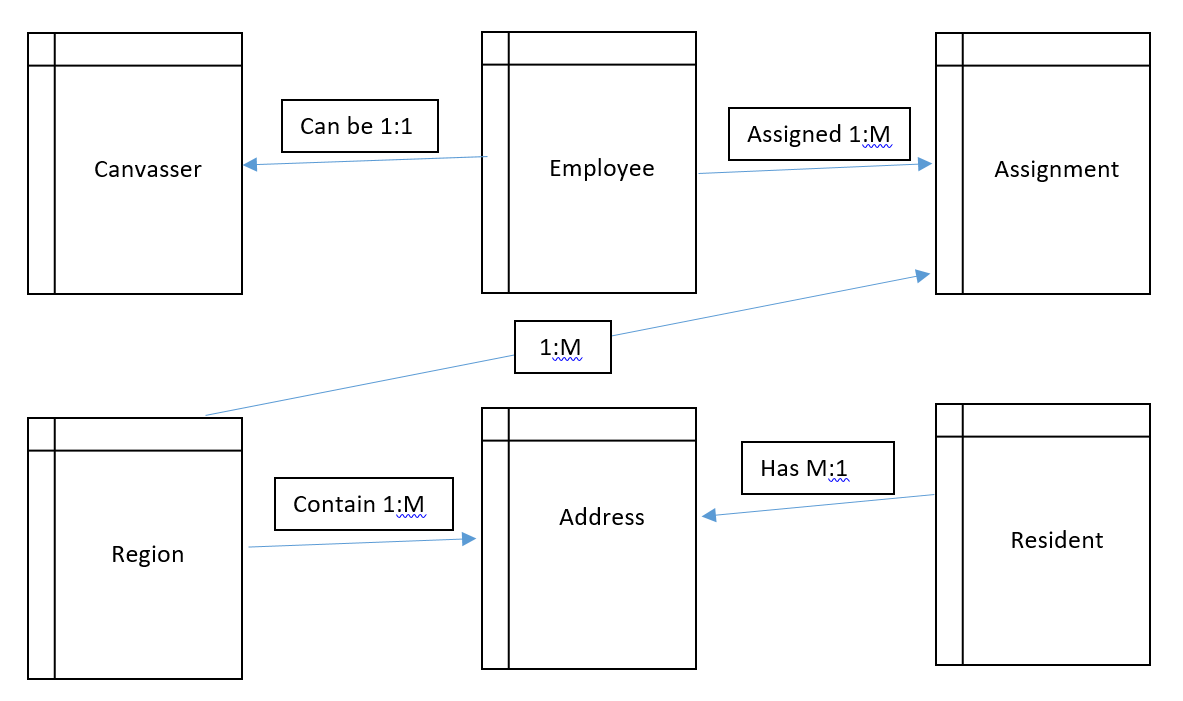 Canvasser
Can be 1:1
Employee
Assigned 1:M
Assignment
1:M
Region
Contain 1:M
Address
Has M:1
Resident